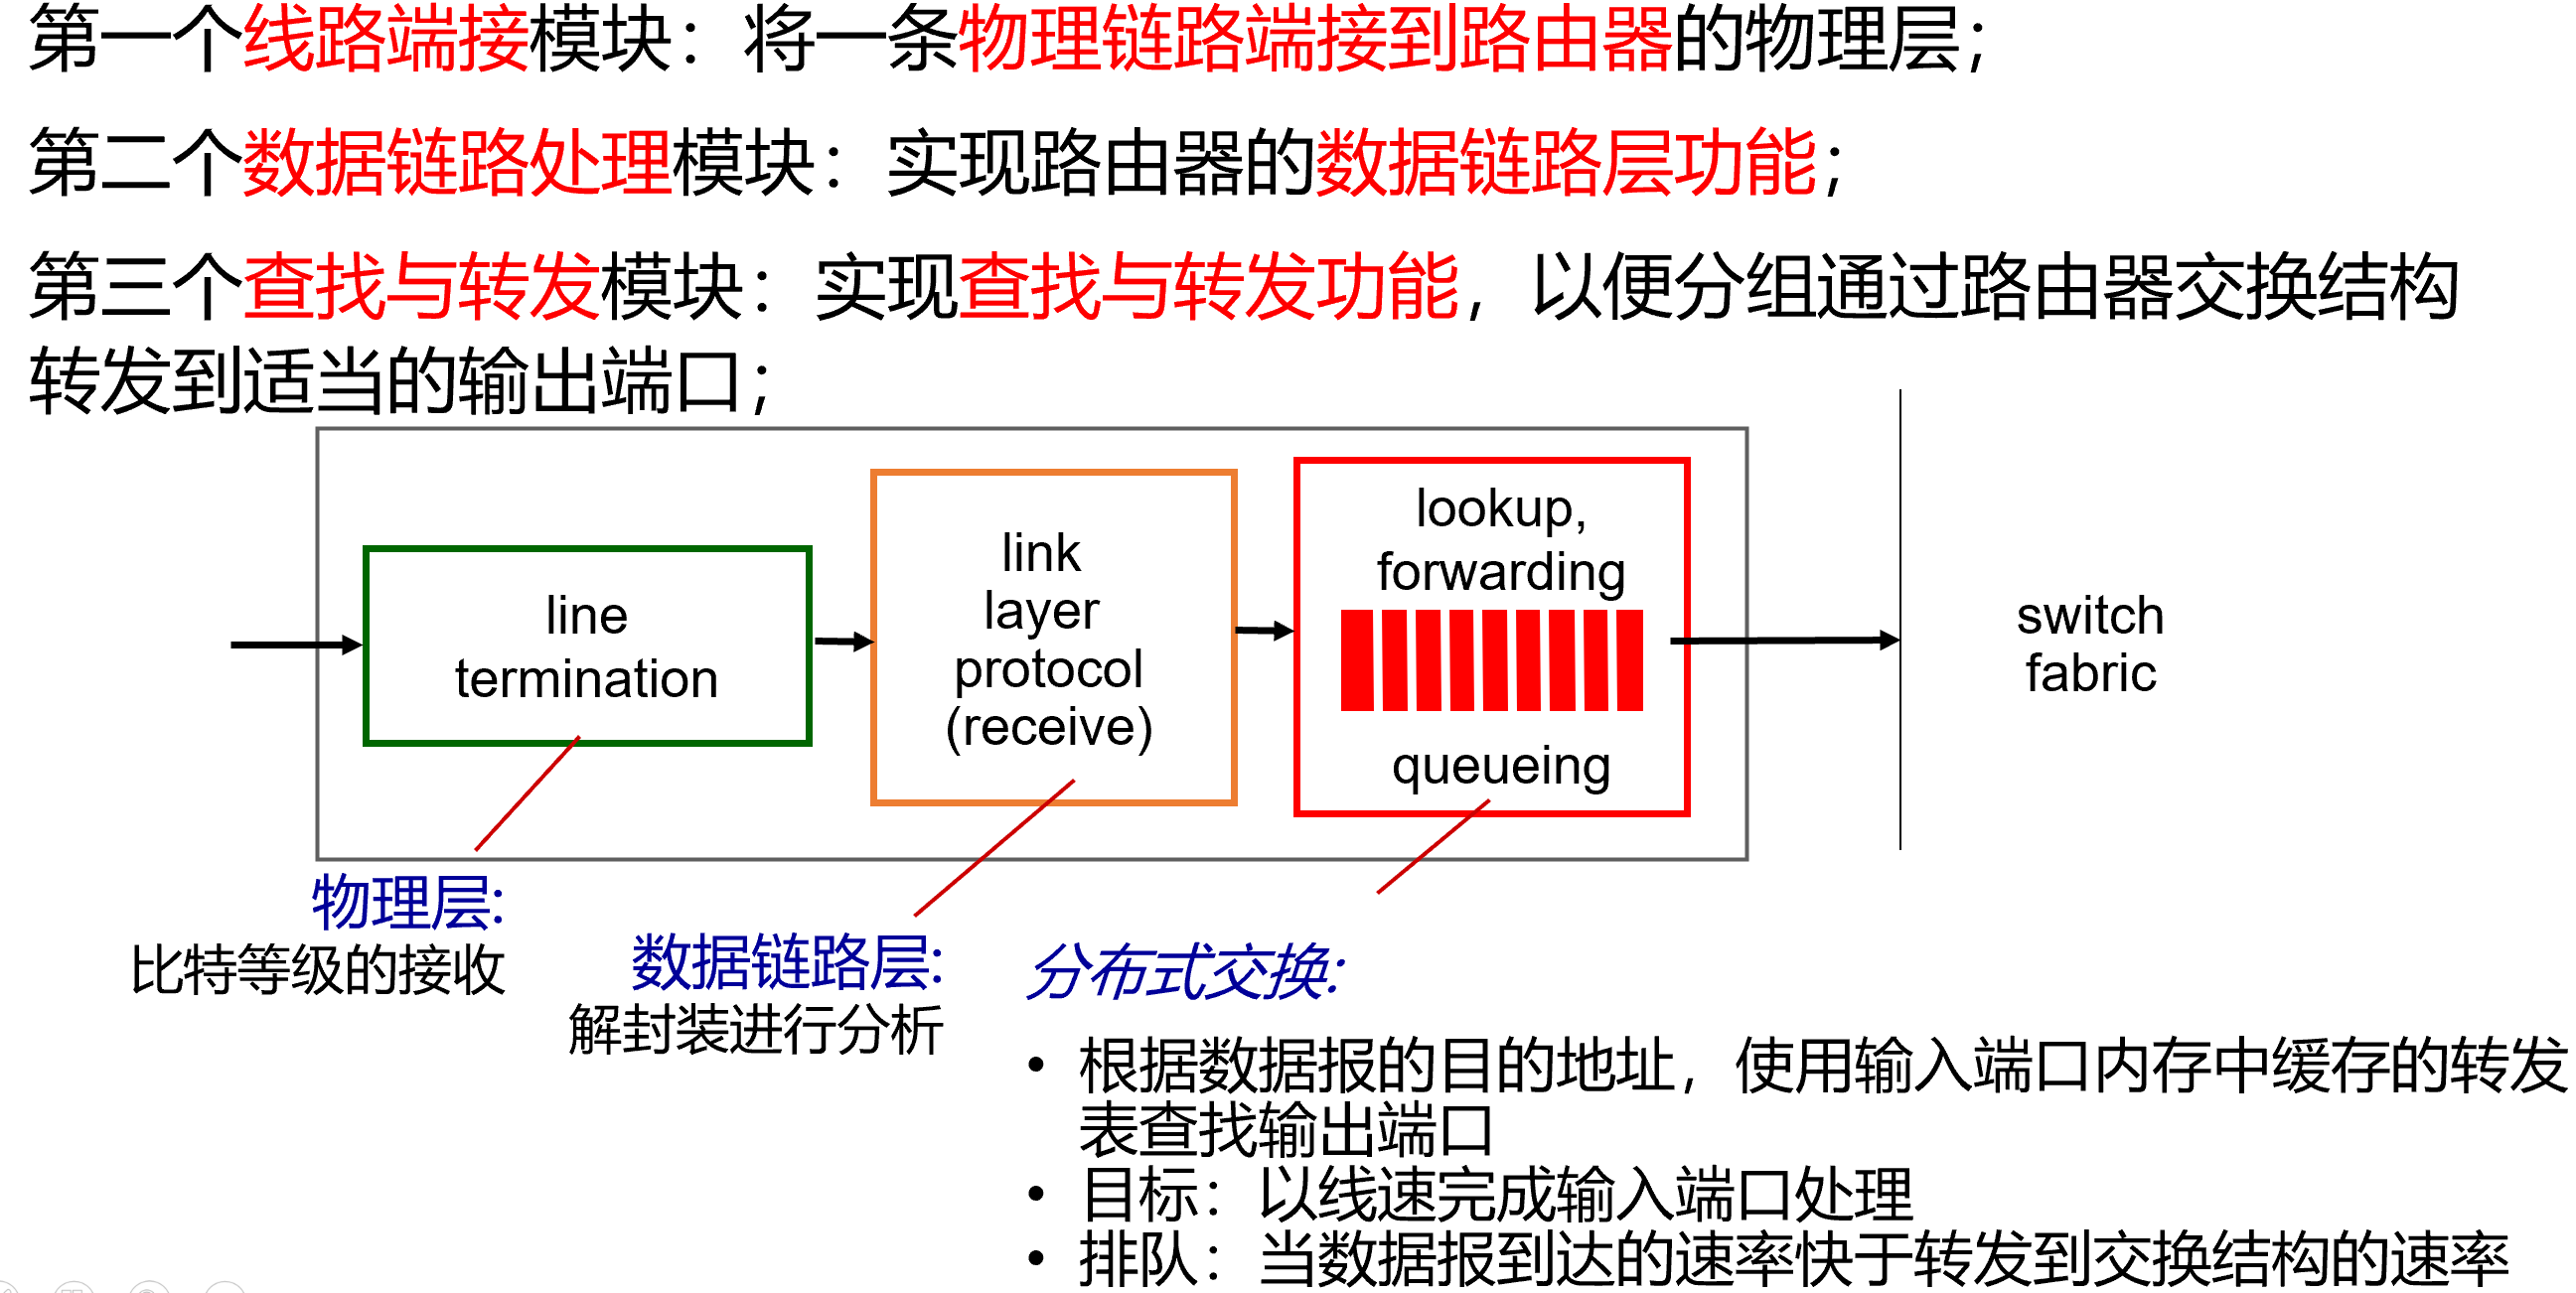 第一个线路端接模块：将一条物理链路端接到路由器的物理层；
第二个数据链路处理模块：实现路由器的数据链路层功能；
第三个查找与转发模块：实现查找与转发功能，以便分组通过路由器交换结构
转发到适当的输出端口；
line
termination
link
layer
protocol
(receive)
lookup,
forwarding
queueing
switch
fabric
物理层:
比特等级的接收
数据链路层:
解封装进行分析
分布式交换:
• 根据数据报的目的地址，使用输入端口内存中缓存的转发
表查找输出端口
• 目标：以线速完成输入端口处理
• 排队：当数据报到达的速率快于转发到交换结构的速率